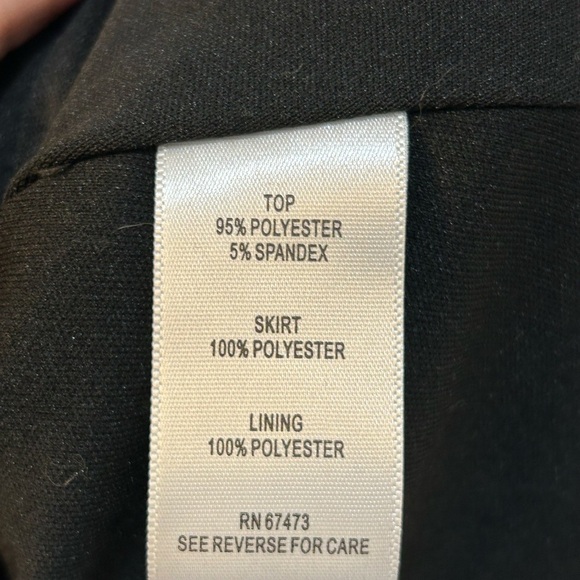 TOP
95% POLYESTER
5% SPANDEX
SKIRT
100% POLYESTER
LINING
100% POLYESTER
RN 67473
SEE REVERSE FOR CARE